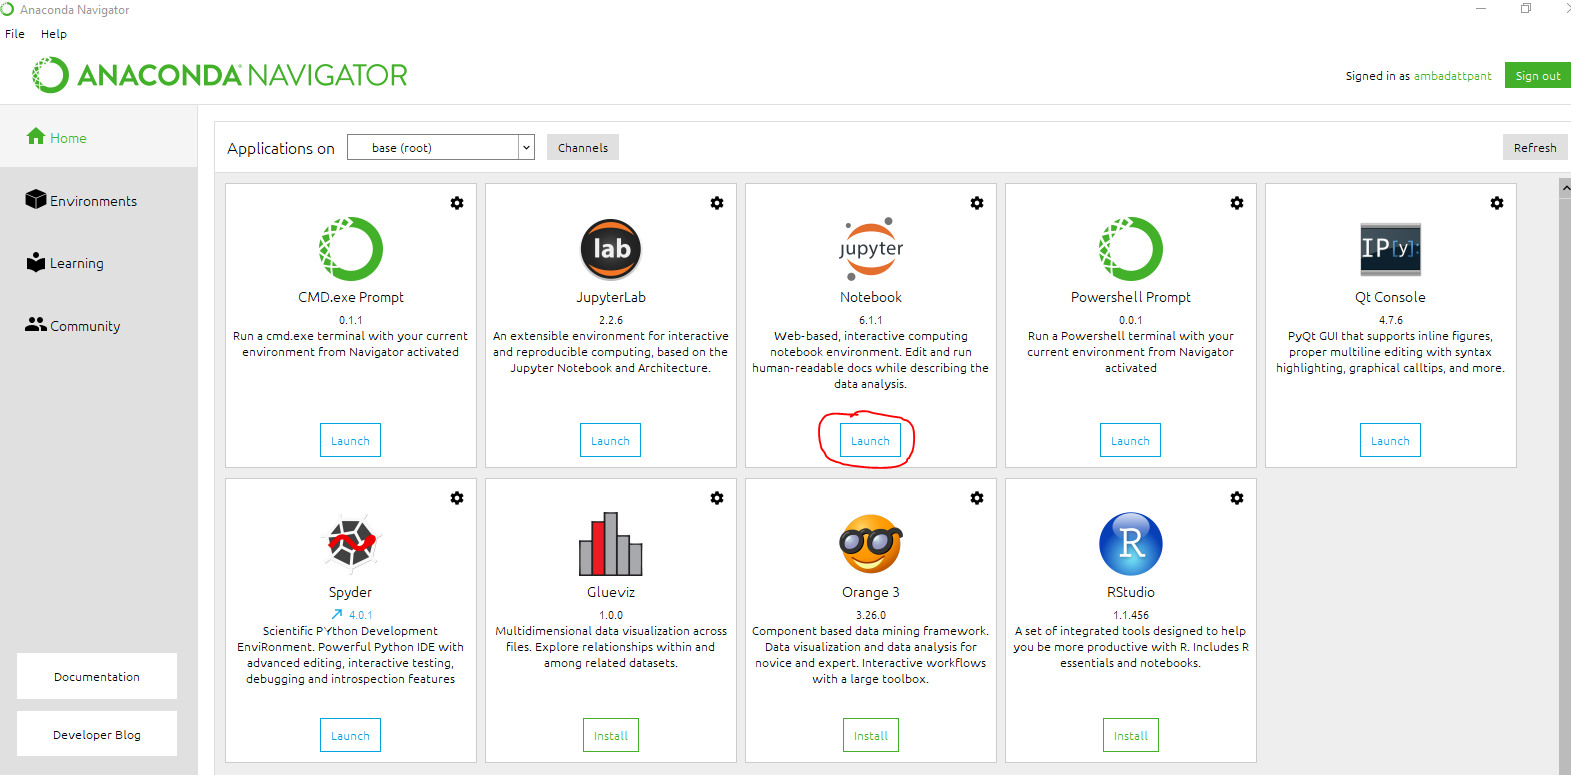 Anaconda Navigator
File Help
ANACONDA NAVIGATOR
Signed in as ambadattpant Sign out
Home
Environments
Learning
Community
Documentation
Developer Blog
Applications on base (root) Channels Refresh
CMD.exe Prompt
0.1.1
Run a cmd.exe terminal with your current
environment from Navigator activated
Launch
lab
JupyterLab
2.2.6
An extensible environment for interactive
and reproducible computing, based on the
Jupyter Notebook and Architecture.
Launch
jupyter
Notebook
6.1.1
Web-based, interactive computing
notebook environment. Edit and run
human-readable docs while describing the
data analysis.
Launch
Powershell Prompt
0.0.1
Run a Powershell terminal with your
current environment from Navigator
activated
Launch
IP[y]:
Qt Console
4.7.6
PyQt GUI that supports inline figures,
proper multiline editing with syntax
highlighting, graphical calltips, and more.
Launch
Spyder
4.0.1
Scientific PYthon Development
EnviRonment. Powerful Python IDE with
advanced editing, interactive testing,
debugging and introspection features
Launch
Glueviz
1.0.0
Multidimensional data visualization across
files. Explore relationships within and
among related datasets.
Install
Orange 3
3.26.0
Component based data mining framework.
Data visualization and data analysis for
novice and expert. Interactive workflows
with a large toolbox.
Install
R
RStudio
1.1.456
A set of integrated tools designed to help
you be more productive with R. Includes R
essentials and notebooks.
Install